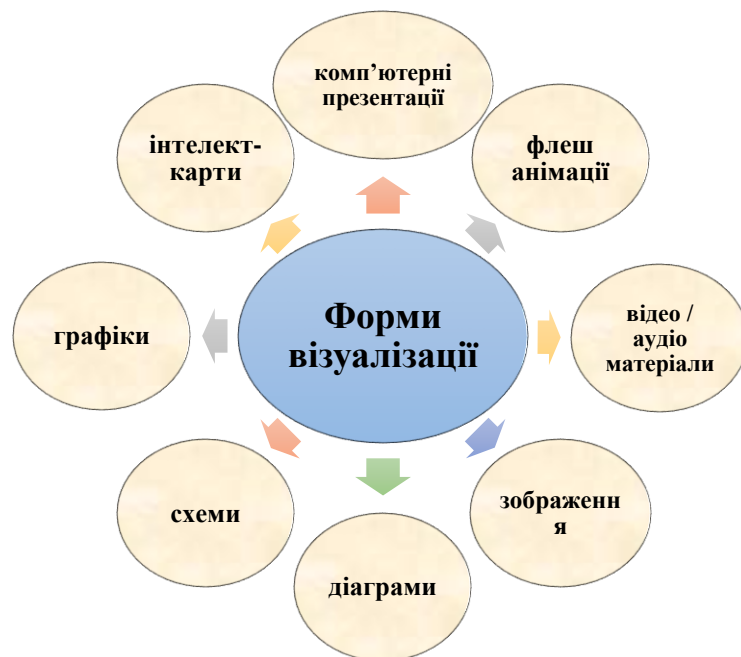 комп’ютерні
презентації
інтелект-
карти
флеш
анімації
графіки
Форми
візуалізації
відео /
аудіо
матеріали
схеми
зображенн
я
діаграми